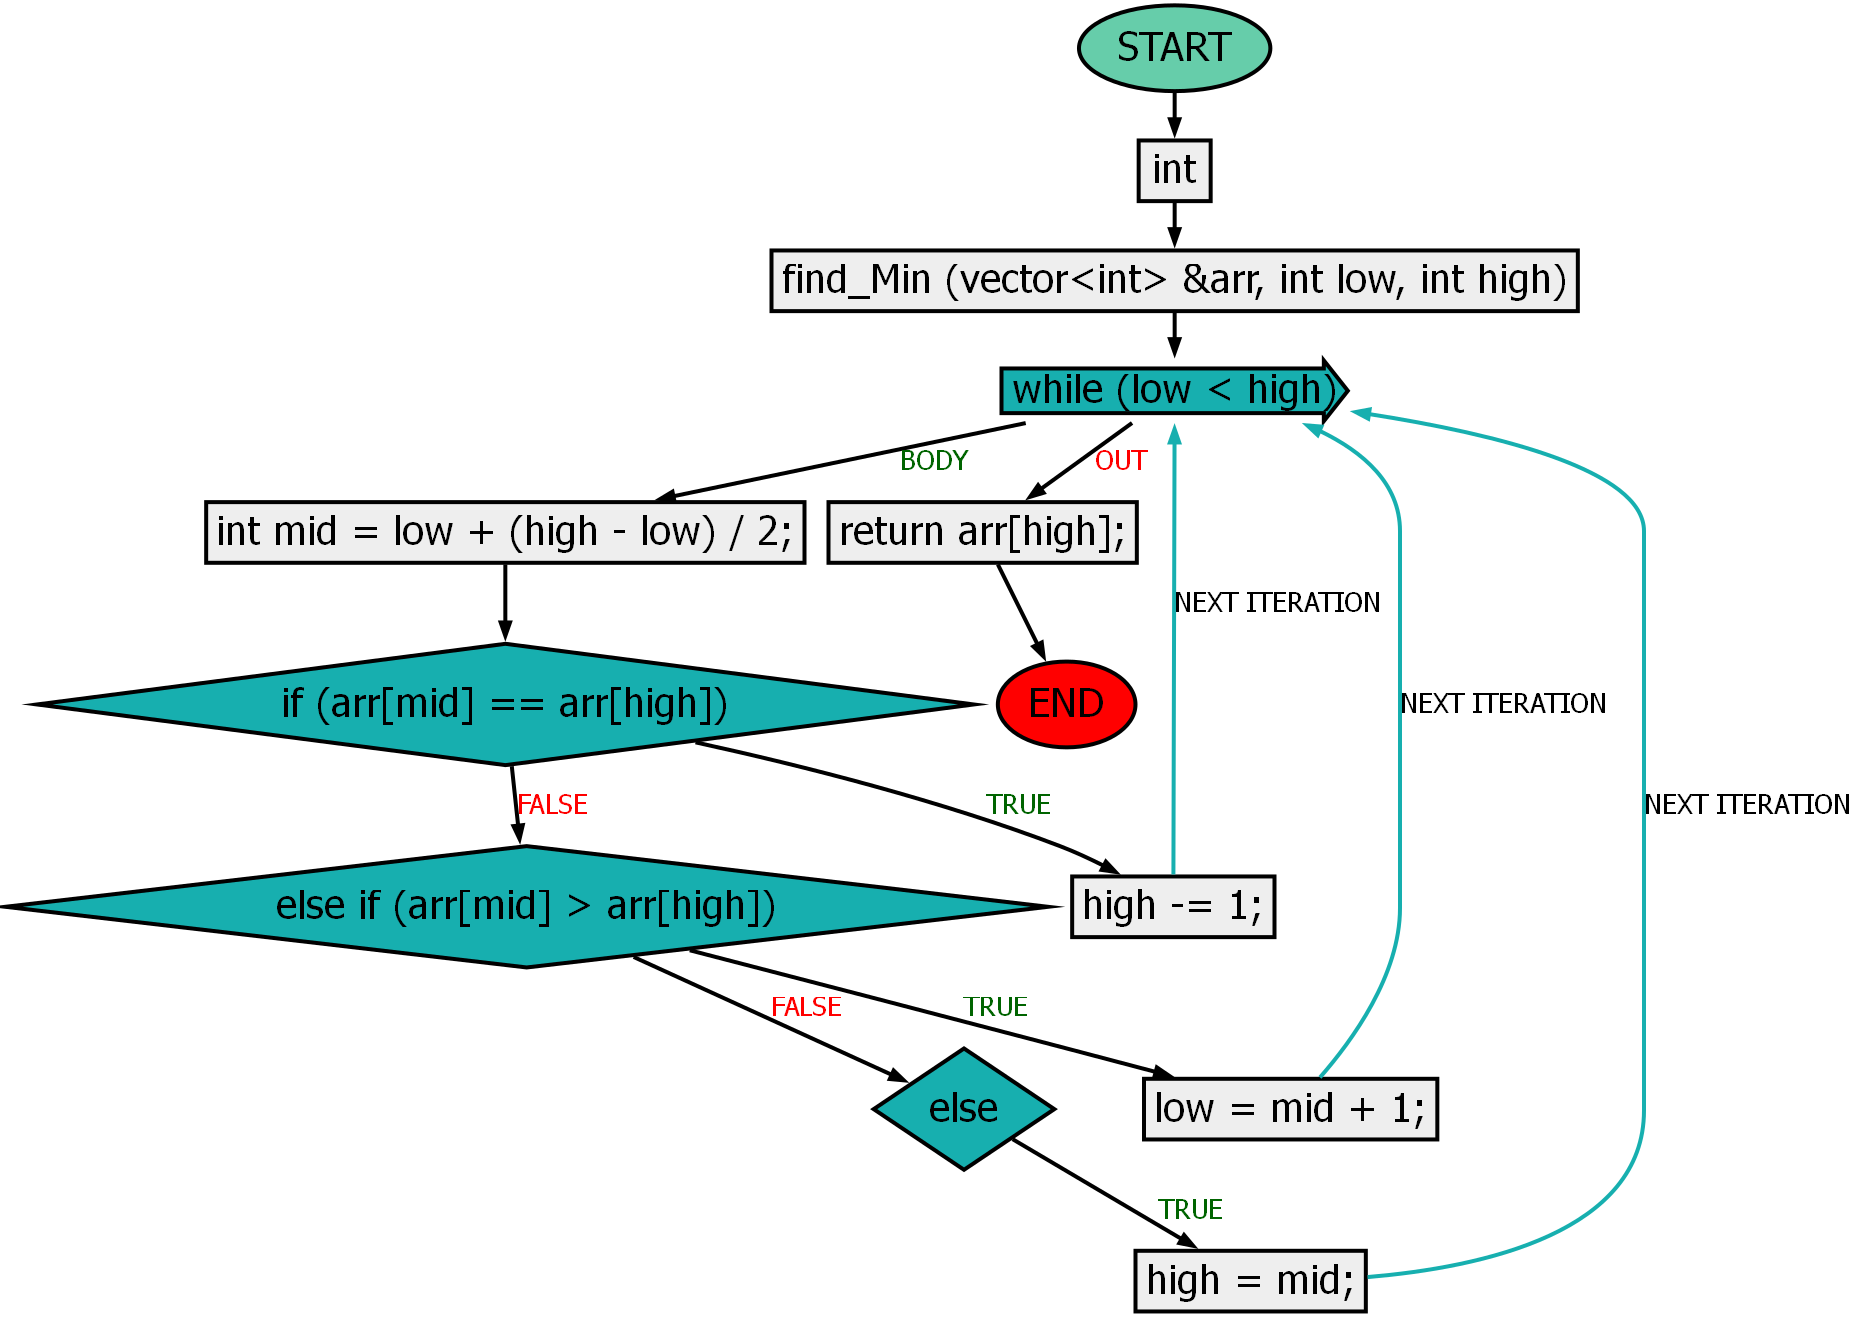 START
int
find_Min (vector<int> &arr, int low, int high)
while (low < high)
BODY
OUT
int mid = low + (high - low) / 2;
return arr[high];
NEXT ITERATION
if (arr[mid] == arr[high])
END
NEXT ITERATION
FALSE
TRUE
NEXT ITERATION
else if (arr[mid] > arr[high])
high -= 1;
FALSE
TRUE
else
low = mid + 1;
TRUE
high = mid;